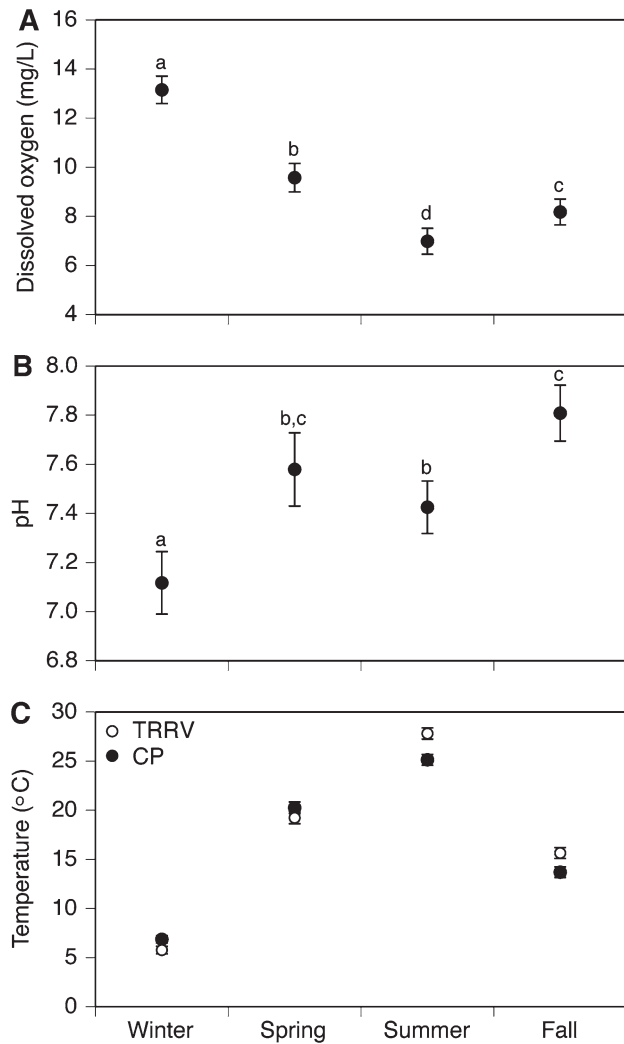 A
Dissolved oxygen (mg/L)
16
14
12
10
8
6
4
a
b
d
c
B
pH
8.0
7.8
7.6
7.4
7.2
7.0
6.8
a
b,c
b
c
C
Temperature (°C)
30
25
20
15
10
5
0
TRRV
CP
Winter Spring Summer Fall